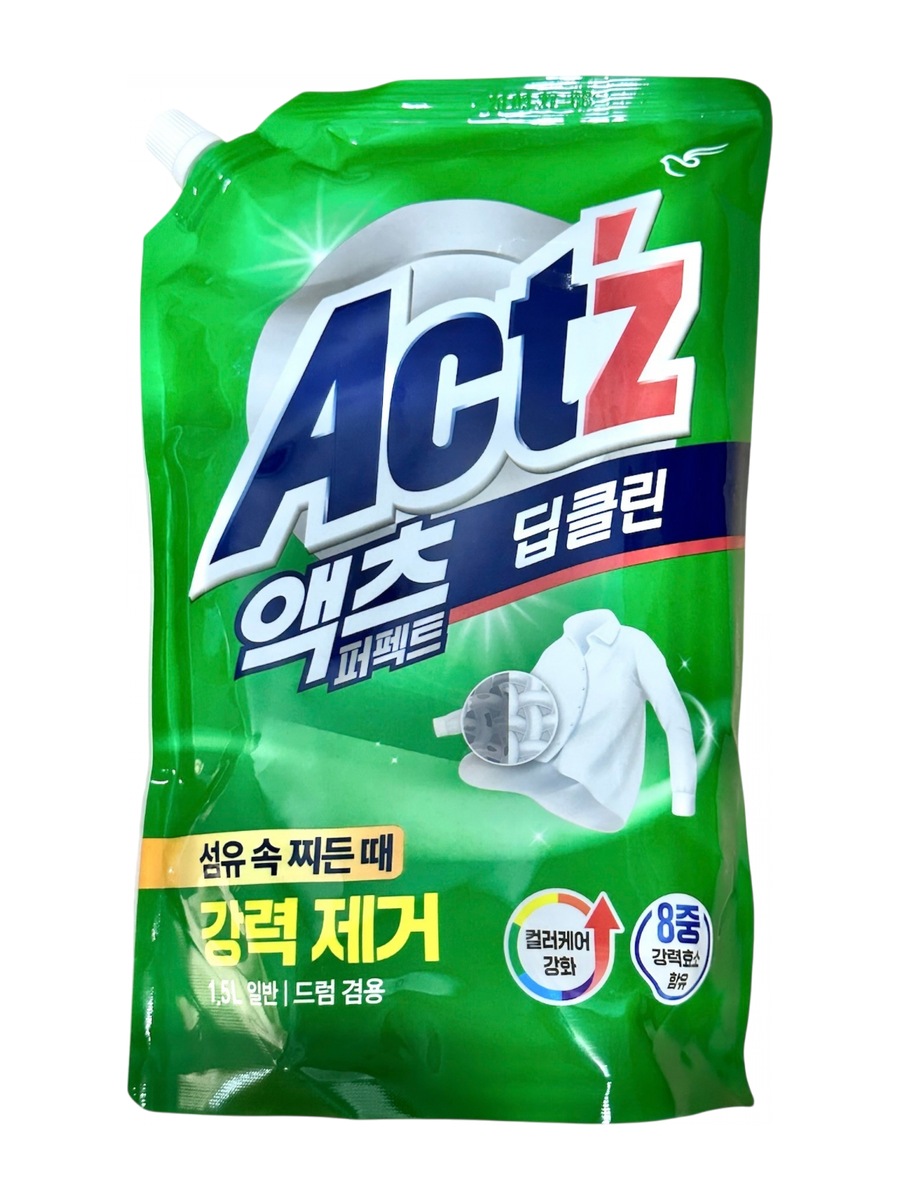 Act'z
액츠
퍼펙트
딥클린
섬유 속 찌든 때
강력 제거
1,5L 일반 | 드럼 겸용
컬러케어
강화
8중
강력효소
함유